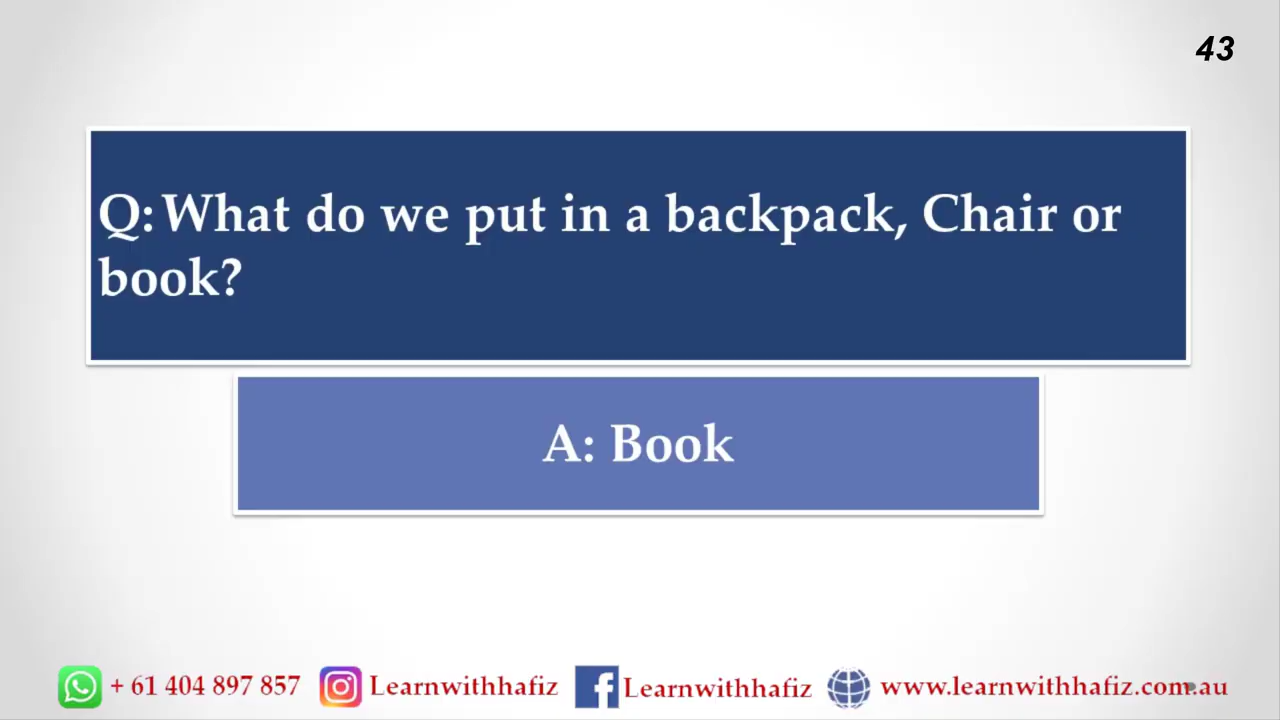 43
Q: What do we put in a backpack, Chair or
book?
A: Book
+ 61 404 897 857 Learnwithhafiz Learnwithhafiz www.learnwithhafiz.com.au